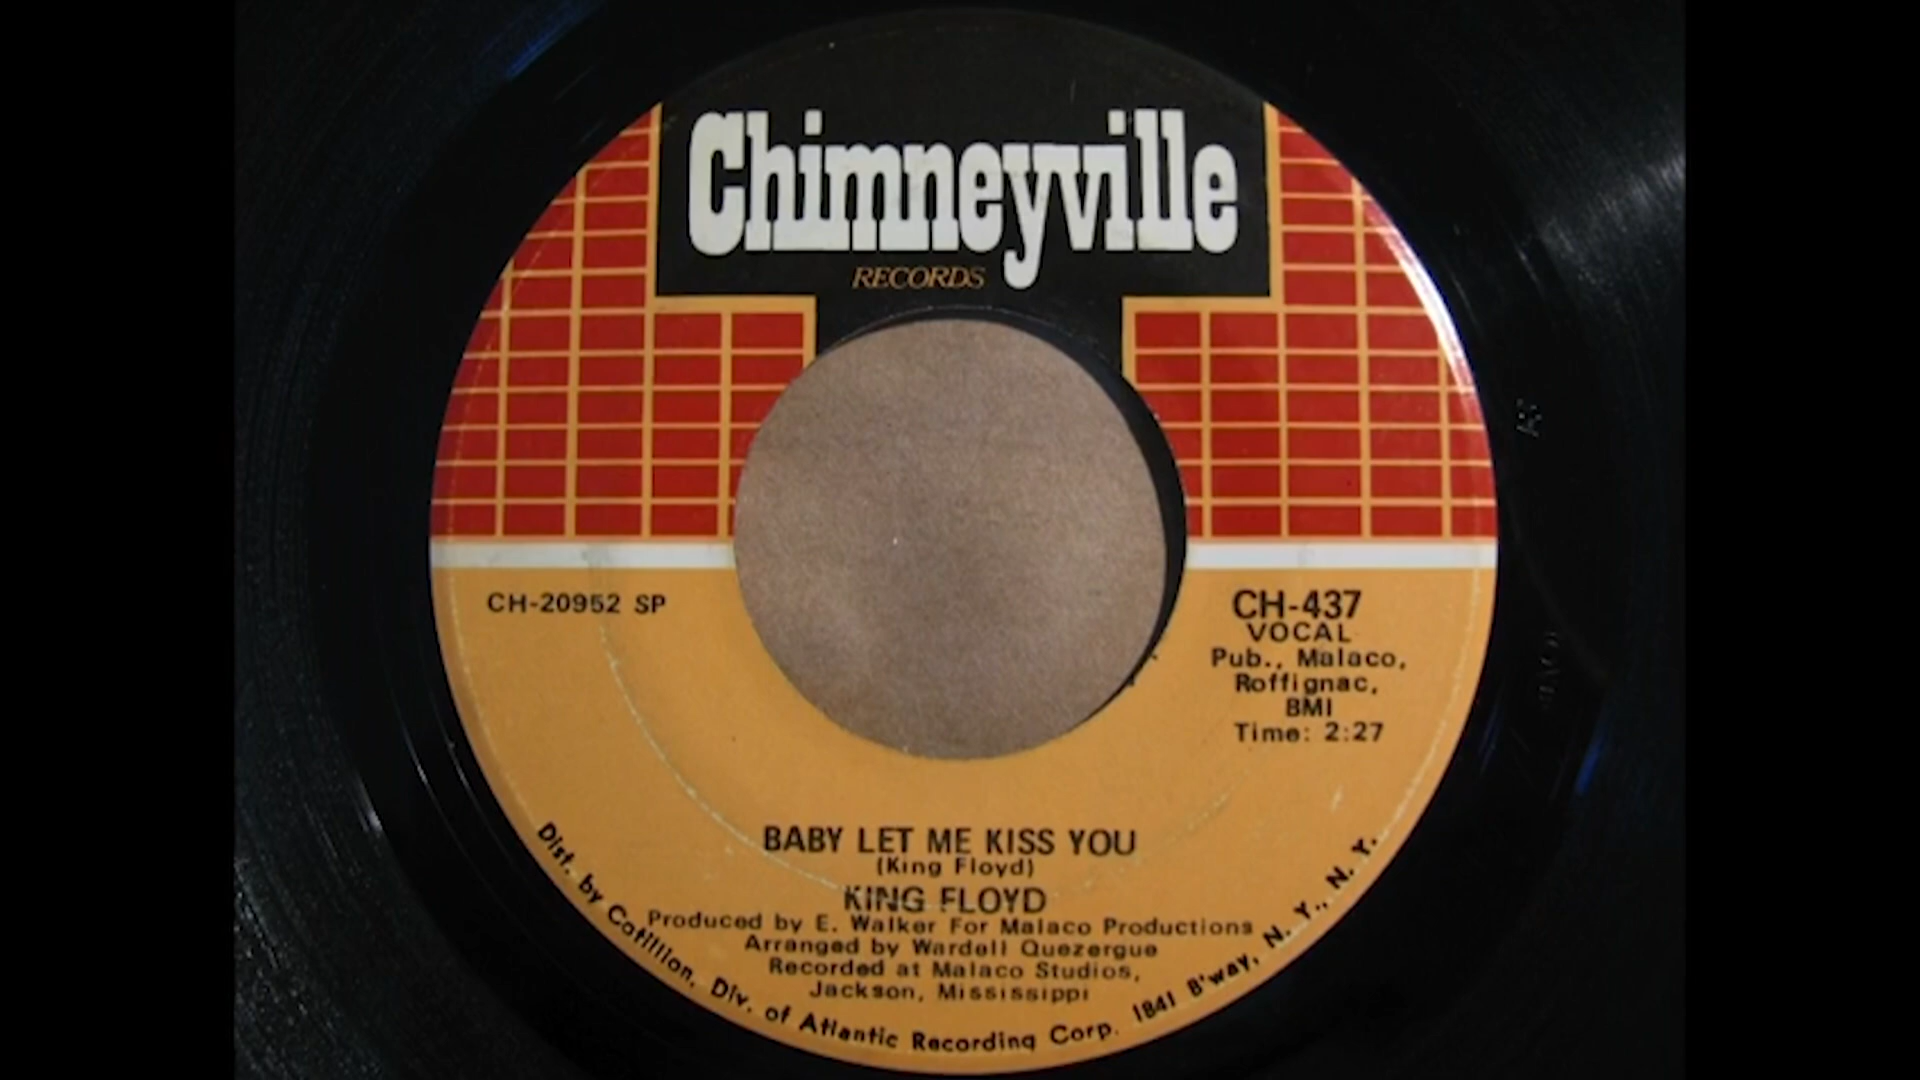 Chimneyville
RECORDS
CH-20952 SP
CH-437
VOCAL
Pub., Malaco,
Roffignac,
BMI
Time: 2:27
BABY LET ME KISS YOU
(King Floyd)
KING FLOYD
Produced by E. Walker For Malaco Productions
Arranged by Wardell Quezergue
Recorded at Malaco Studios,
Jackson, Mississippi
Dist. by Cotillion, Div. of Atlantic Recording Corp. 1841 B'way, N. Y., N. Y.